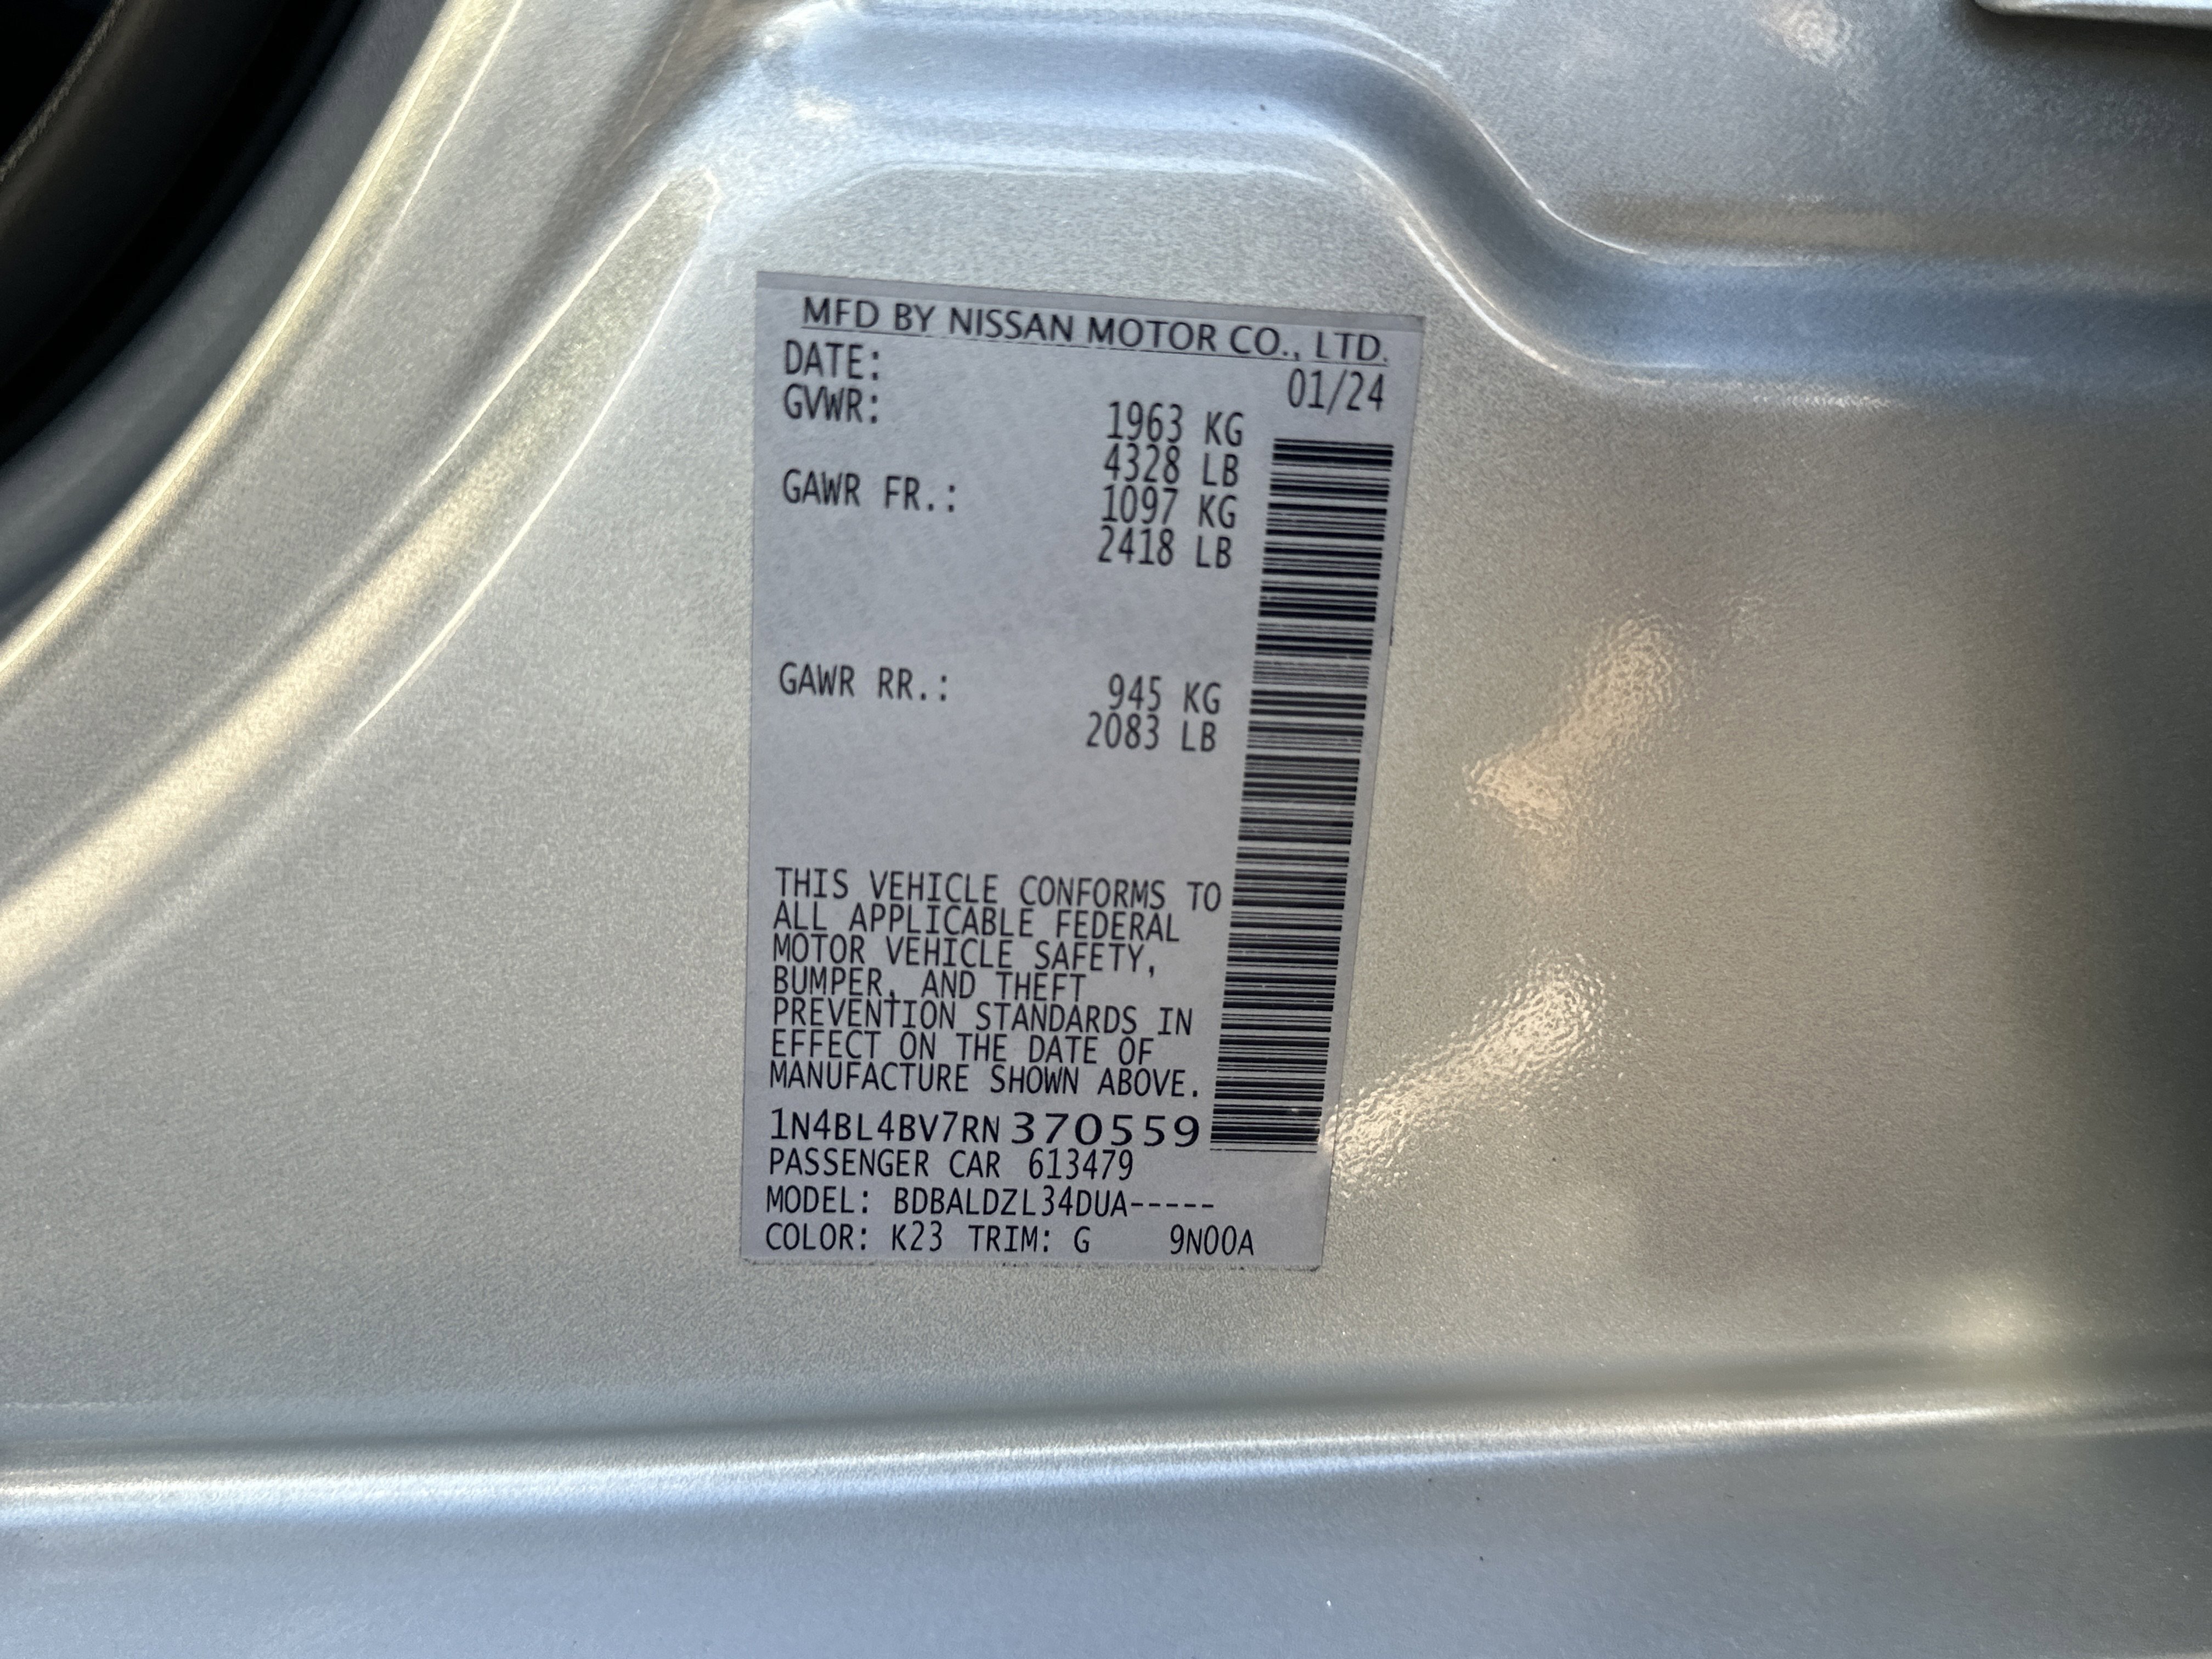 MFD BY NISSAN MOTOR CO., LTD.
DATE: 01/24
GVWR: 1963 KG
4328 LB
GAWR FR.: 1097 KG
2418 LB
GAWR RR.: 945 KG
2083 LB
THIS VEHICLE CONFORMS TO
ALL APPLICABLE FEDERAL
MOTOR VEHICLE SAFETY,
BUMPER, AND THEFT
PREVENTION STANDARDS IN
EFFECT ON THE DATE OF
MANUFACTURE SHOWN ABOVE.
1N4BL4BV7RN370559
PASSENGER CAR 613479
MODEL: BDBALDZL34DUA-----
COLOR: K23 TRIM: G 9N00A